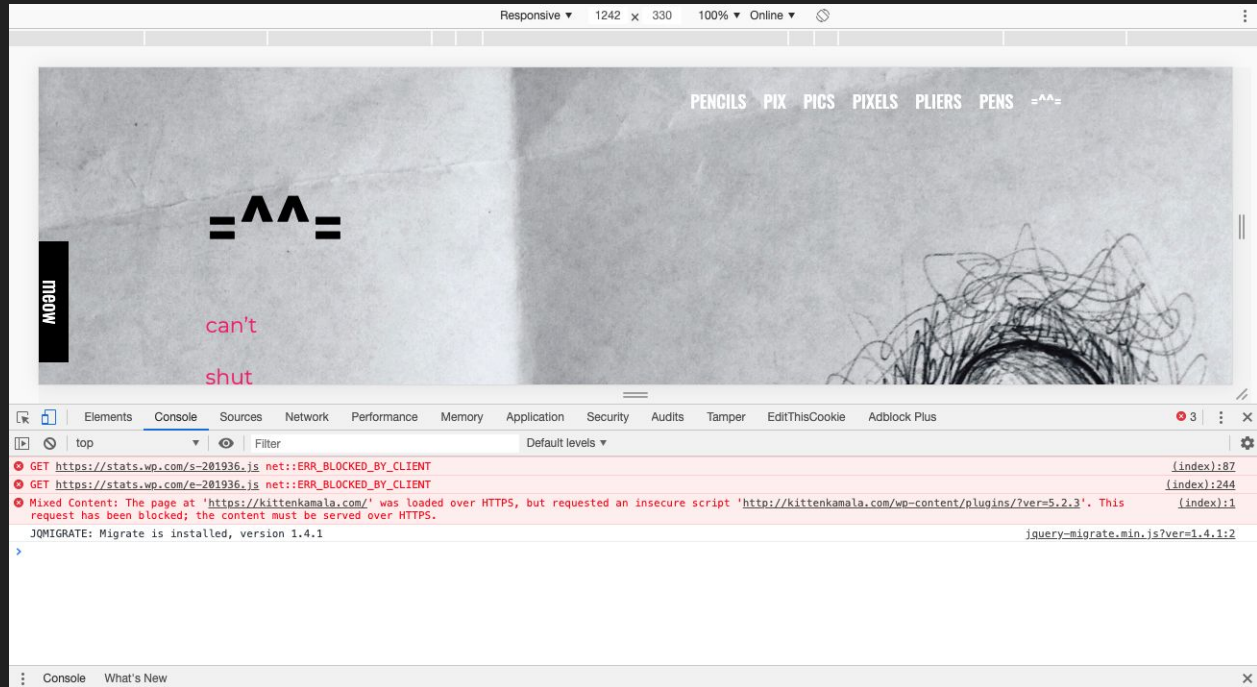 Responsive ▼ 1242 x 330 100% ▼ Online ▼
PENCILS PIX PICS PIXELS PLIERS PENS =^^=
=^^=
meow
can't
shut
Elements Console Sources Network Performance Memory Application Security Audits Tamper EditThisCookie Adblock Plus 3
top ▼ Filter Default levels ▼
GET https://stats.wp.com/s-201936.js net::ERR_BLOCKED_BY_CLIENT (index):87
GET https://stats.wp.com/e-201936.js net::ERR_BLOCKED_BY_CLIENT (index):244
Mixed Content: The page at 'https://kittenkamala.com/' was loaded over HTTPS, but requested an insecure script 'http://kittenkamala.com/wp-content/plugins/?ver=5.2.3'. This (index):1
request has been blocked; the content must be served over HTTPS.
JQMIGRATE: Migrate is installed, version 1.4.1 jquery-migrate.min.js?ver=1.4.1:2
Console What's New